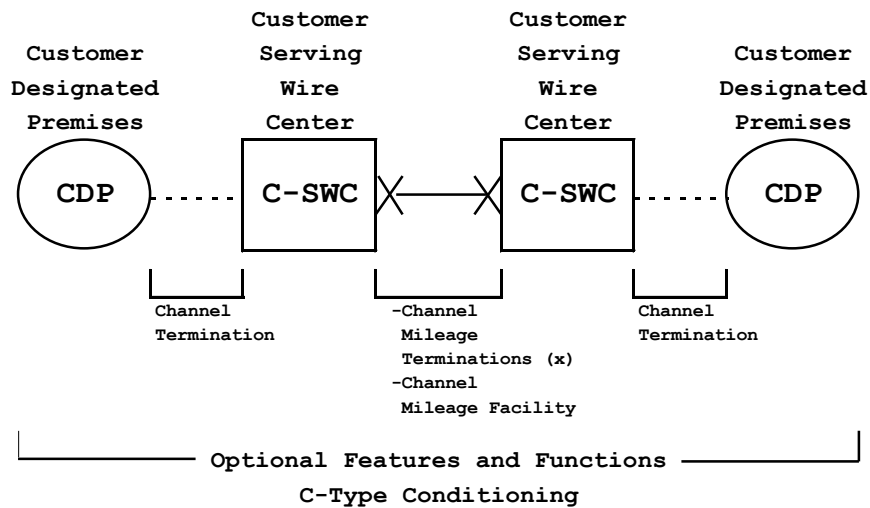 Customer
Designated
Premises
Customer
Serving
Wire
Center
Customer
Serving
Wire
Center
Customer
Designated
Premises
CDP
C-SWC
C-SWC
CDP
Channel
Termination
-Channel
Mileage
Terminations (x)
-Channel
Mileage Facility
Channel
Termination
Optional Features and Functions
C-Type Conditioning